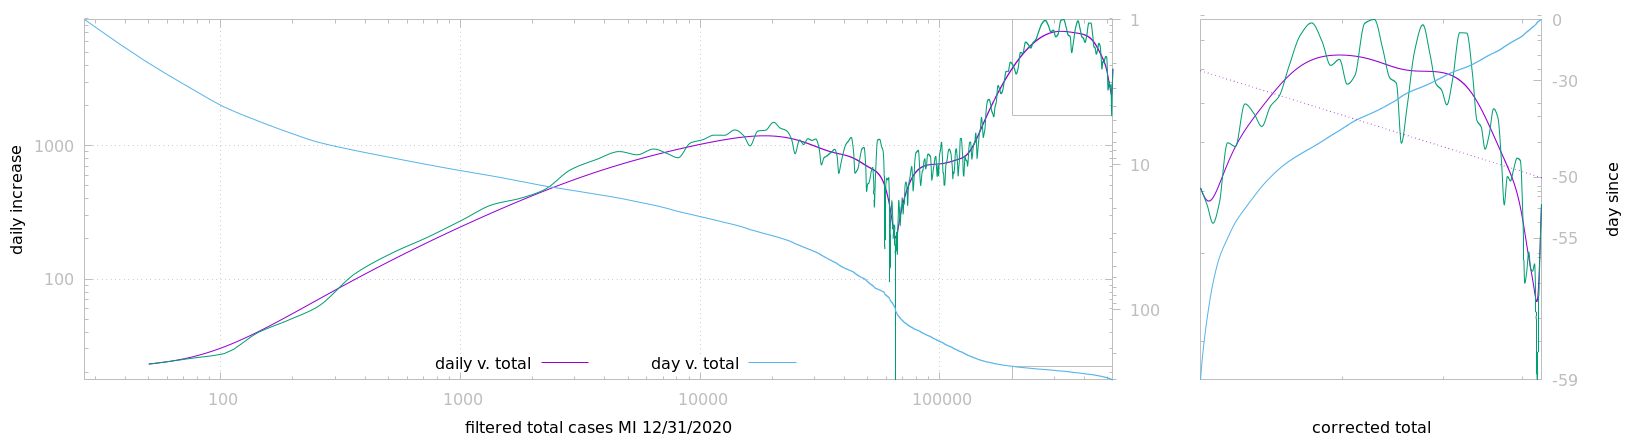 daily increase
1000
100
100
1000
10000
100000
1
10
100
daily v. total
day v. total
filtered total cases MI 12/31/2020
0
-30
-50
-55
-59
day since
corrected total